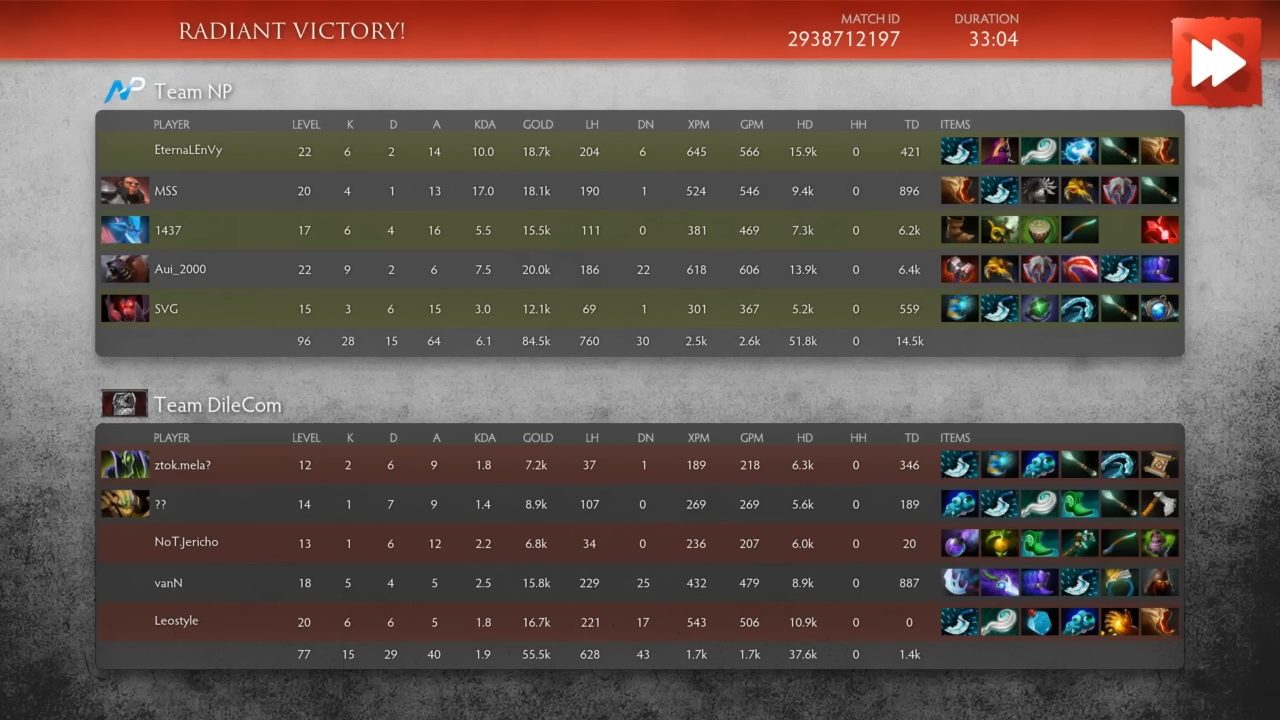 RADIANT VICTORY!
MATCH ID
2938712197
DURATION
33:04
Team NP
PLAYER LEVEL K D A KDA GOLD LH DN XPM GPM HD HH TD ITEMS
EternaLEnVy 22 6 2 14 10.0 18.7k 204 6 645 566 15.9k 0 421
MSS 20 4 1 13 17.0 18.1k 190 1 524 546 9.4k 0 896
1437 17 6 4 16 5.5 15.5k 111 0 381 469 7.3k 0 6.2k
Aui_2000 22 9 2 6 7.5 20.0k 186 22 618 606 13.9k 0 6.4k
SVG 15 3 6 15 3.0 12.1k 69 1 301 367 5.2k 0 559
96 28 15 64 6.1 84.5k 760 30 2.5k 2.6k 51.8k 0 14.5k
Team DileCom
PLAYER LEVEL K D A KDA GOLD LH DN XPM GPM HD HH TD ITEMS
ztok.mela? 12 2 6 9 1.8 7.2k 37 1 189 218 6.3k 0 346
?? 14 1 7 9 1.4 8.9k 107 0 269 269 5.6k 0 189
NoT.Jericho 13 1 6 12 2.2 6.8k 34 0 236 207 6.0k 0 20
vanN 18 5 4 5 2.5 15.8k 229 25 432 479 8.9k 0 887
Leostyle 20 6 6 5 1.8 16.7k 221 17 543 506 10.9k 0 0
77 15 29 40 1.9 55.5k 628 43 1.7k 1.7k 37.6k 0 1.4k